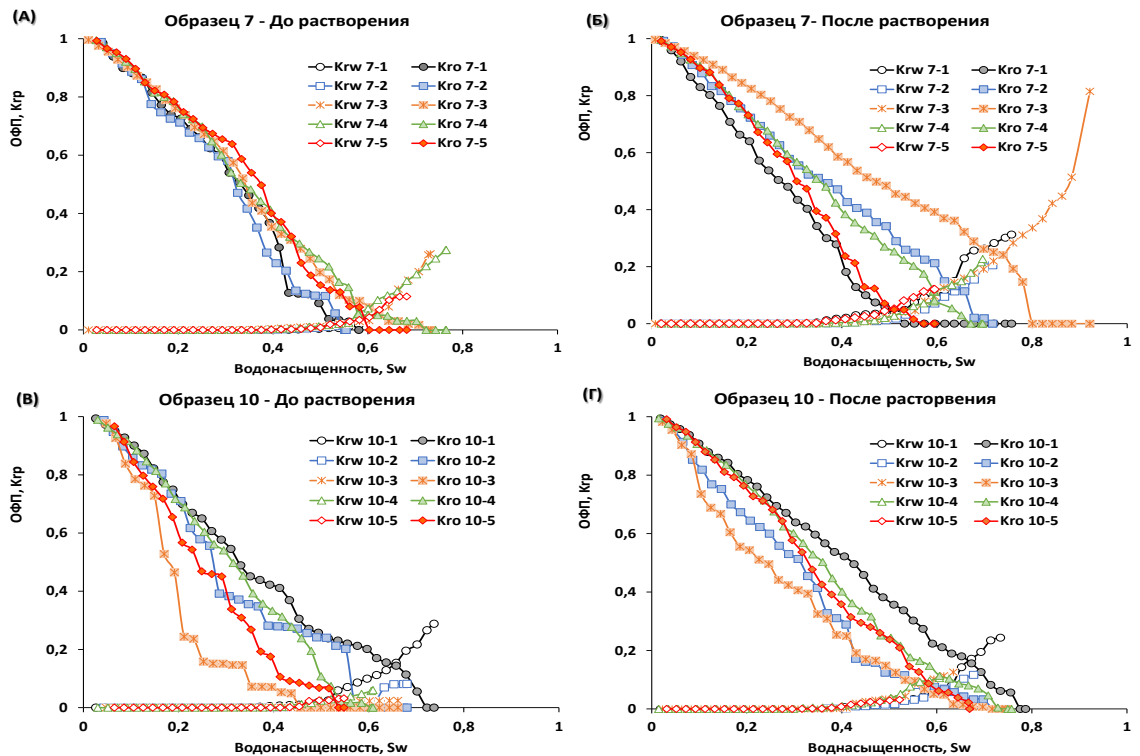 (А)
Образец 7 - До растворения
ОФП, Krp
1
0,8
0,6
0,4
0,2
0
0
0,2
0,4
0,6
0,8
1
Водонасыщенность, Sw
Krw 7-1
Kro 7-1
Krw 7-2
Kro 7-2
Krw 7-3
Kro 7-3
Krw 7-4
Kro 7-4
Krw 7-5
Kro 7-5
(Б)
Образец 7- После растворения
ОФП, Krp
1
0,8
0,6
0,4
0,2
0
0
0,2
0,4
0,6
0,8
1
Водонасыщенность, Sw
Krw 7-1
Kro 7-1
Krw 7-2
Kro 7-2
Krw 7-3
Kro 7-3
Krw 7-4
Kro 7-4
Krw 7-5
Kro 7-5
(В)
Образец 10 - До растворения
ОФП, Krp
1
0,8
0,6
0,4
0,2
0
0
0,2
0,4
0,6
0,8
1
Водонасыщенность, Sw
Krw 10-1
Kro 10-1
Krw 10-2
Kro 10-2
Krw 10-3
Kro 10-3
Krw 10-4
Kro 10-4
Krw 10-5
Kro 10-5
(Г)
Образец 10 - После расторвения
ОФП, Krp
1
0,8
0,6
0,4
0,2
0
0
0,2
0,4
0,6
0,8
1
Воднасыщенность, Sw
Krw 10-1
Kro 10-1
Krw 10-2
Kro 10-2
Krw 10-3
Kro 10-3
Krw 10-4
Kro 10-4
Krw 10-5
Kro 10-5